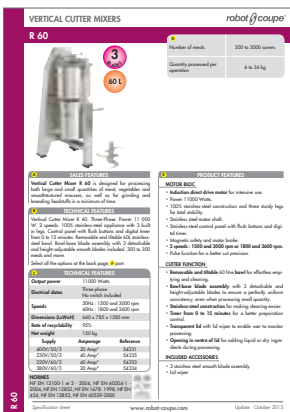 VERTICAL CUTTER MIXERS
robot coupe®
R 60
D
Number of meals
300 to 3000 covers
Quantity processed per operation
6 to 36 kg
3
60 L
A SALES FEATURES
Vertical Cutter Mixer R 60 is designed for processing
both large and small quantities of meat, vegetables and
smooth-textured mousses, as well as for grinding and
kneading foodstuffs in a minimum of time.
B TECHNICAL FEATURES
Vertical Cutter Mixer R 60. Three-Phase. Power 11 000
W. 2 speeds. 100% stainless-steel appliance with 3 built
in legs. Control panel with flush buttons and digital timer
from 0 to 15 minutes. Removable and tiltable 60L stainless-
steel bowl. Bowl-base blade assembly with 3 detachable
and height-adjustable smooth blades included. 300 to 3000
meals and more.
Select all the options at the back page, F part.
C TECHNICAL FEATURES
Output power
11000 Watts
Electrical datas
Three phase
No switch included
Speeds
50Hz : 1500 and 3000 rpm
60Hz : 1800 and 3600 rpm
Dimensions (LxWxH)
640 x 785 x 1385 mm
Rate of recyclability
95%
Net weight
150 kg
Supply Amperage Reference
400V/50/3
54331
230V/50/3
54335
220V/60/3
54333
380V/60/3
54334
NORMES
NF EN 12100-1 et 2 - 2004, NF EN 60204-1 -
2006, NF EN 12852, NF EN 1678- 1998, NF EN
454, NF EN 12853, NF EN 60529-2000
E PRODUCT FEATURES
MOTOR BLOC
• Induction direct drive motor for intensive use.
• Power 11000 Watts.
• 100% stainless-steel construction and three sturdy legs
for total stability.
• Stainless steel motor shaft.
• Stainless-steel control panel with flush buttons and digi-
tal timer.
• Magnetic safety and motor brake.
• 2 speeds : 1500 and 3000 rpm or 1800 and 3600 rpm.
• Pulse function for a better cut precision.
CUTTER FUNCTION
• Removable and tiltable 60 litre bowl for effortless emp-
tying and cleaning.
• Bowl-base blade assembly with 3 detachable and
height-adjustable blades to ensure a perfectly uniform
consistency, even when processing small quantity.
• Stainless-steel construction for making cleaning easier.
• Timer from 0 to 15 minutes for a better preparation
control.
• Transparent lid with lid wiper to enable user to monitor
processing.
• Opening in centre of lid for adding liquid or dry ingre-
dients during processing.
INCLUDED ACCESSORIES
• 3 stainless steel smooth blade assembly
• Lid wiper
R 60
Specification sheet
www.robot-coupe.com
Update : October 2013